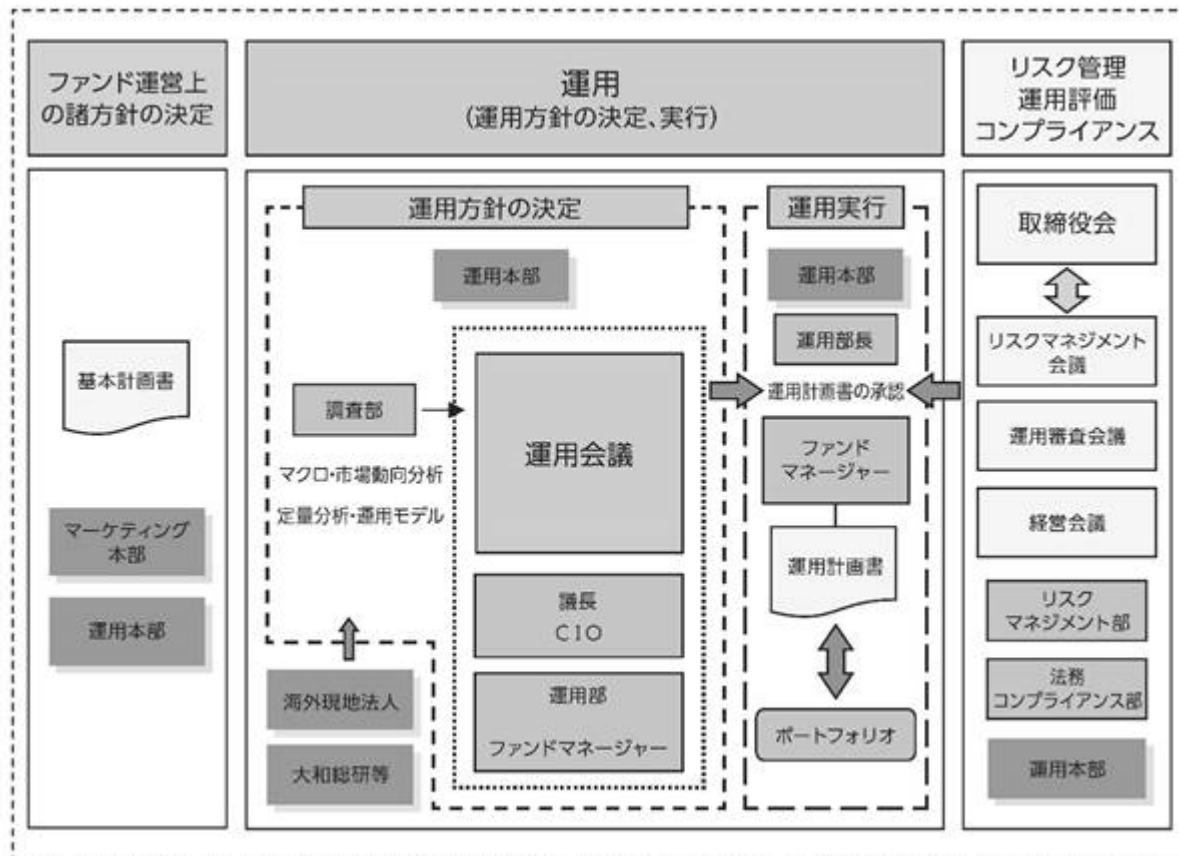 ファンド運営上
の諸方針の決定
運用
(運用方針の決定、実行)
リスク管理
運用評価
コンプライアンス
基本計画書
マーケティング
本部
運用本部
運用方針の決定
運用本部
調査部
マクロ・市場動向分析
定量分析・運用モデル
海外現地法人
大和総研等
運用会議
議長
CIO
運用部
ファンドマネージャー
運用実行
運用本部
運用部長
運用計画書の承認
ファンド
マネージャー
運用計画書
ポートフォリオ
取締役会
リスクマネジメント
会議
運用審査会議
経営会議
リスク
マネジメント部
法務
コンプライアンス部
運用本部